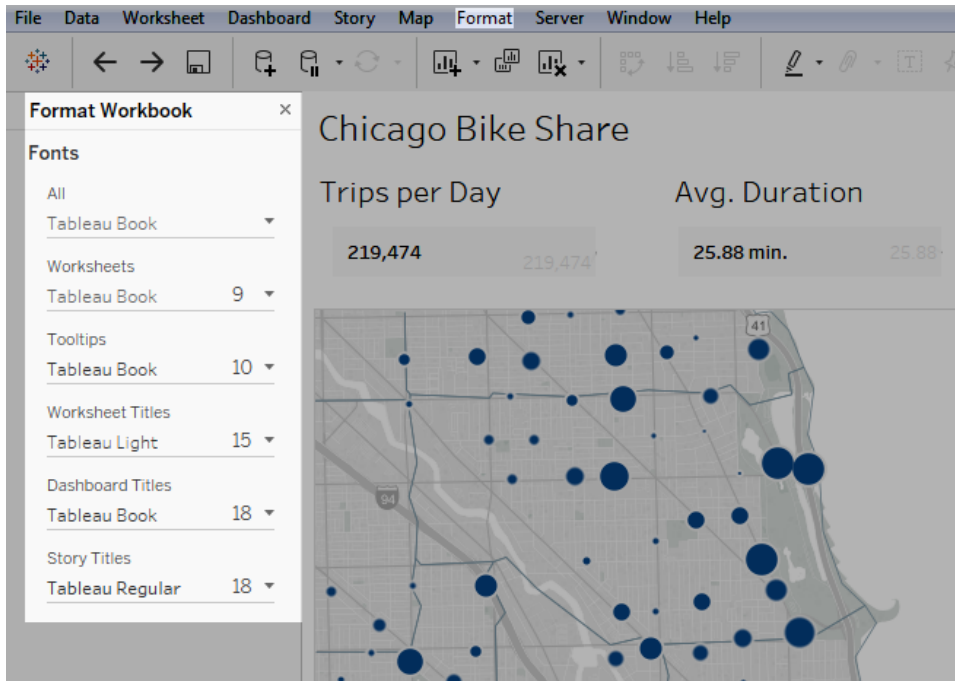 File Data Worksheet Dashboard Story Map Format Server Window Help
Format Workbook ×
Fonts
All
Tableau Book
Worksheets
Tableau Book 9
Tooltips
Tableau Book 10
Worksheet Titles
Tableau Light 15
Dashboard Titles
Tableau Book 18
Story Titles
Tableau Regular 18
Chicago Bike Share
Trips per Day Avg. Duration
219,474 219,474 25.88 min. 25.88
41
94